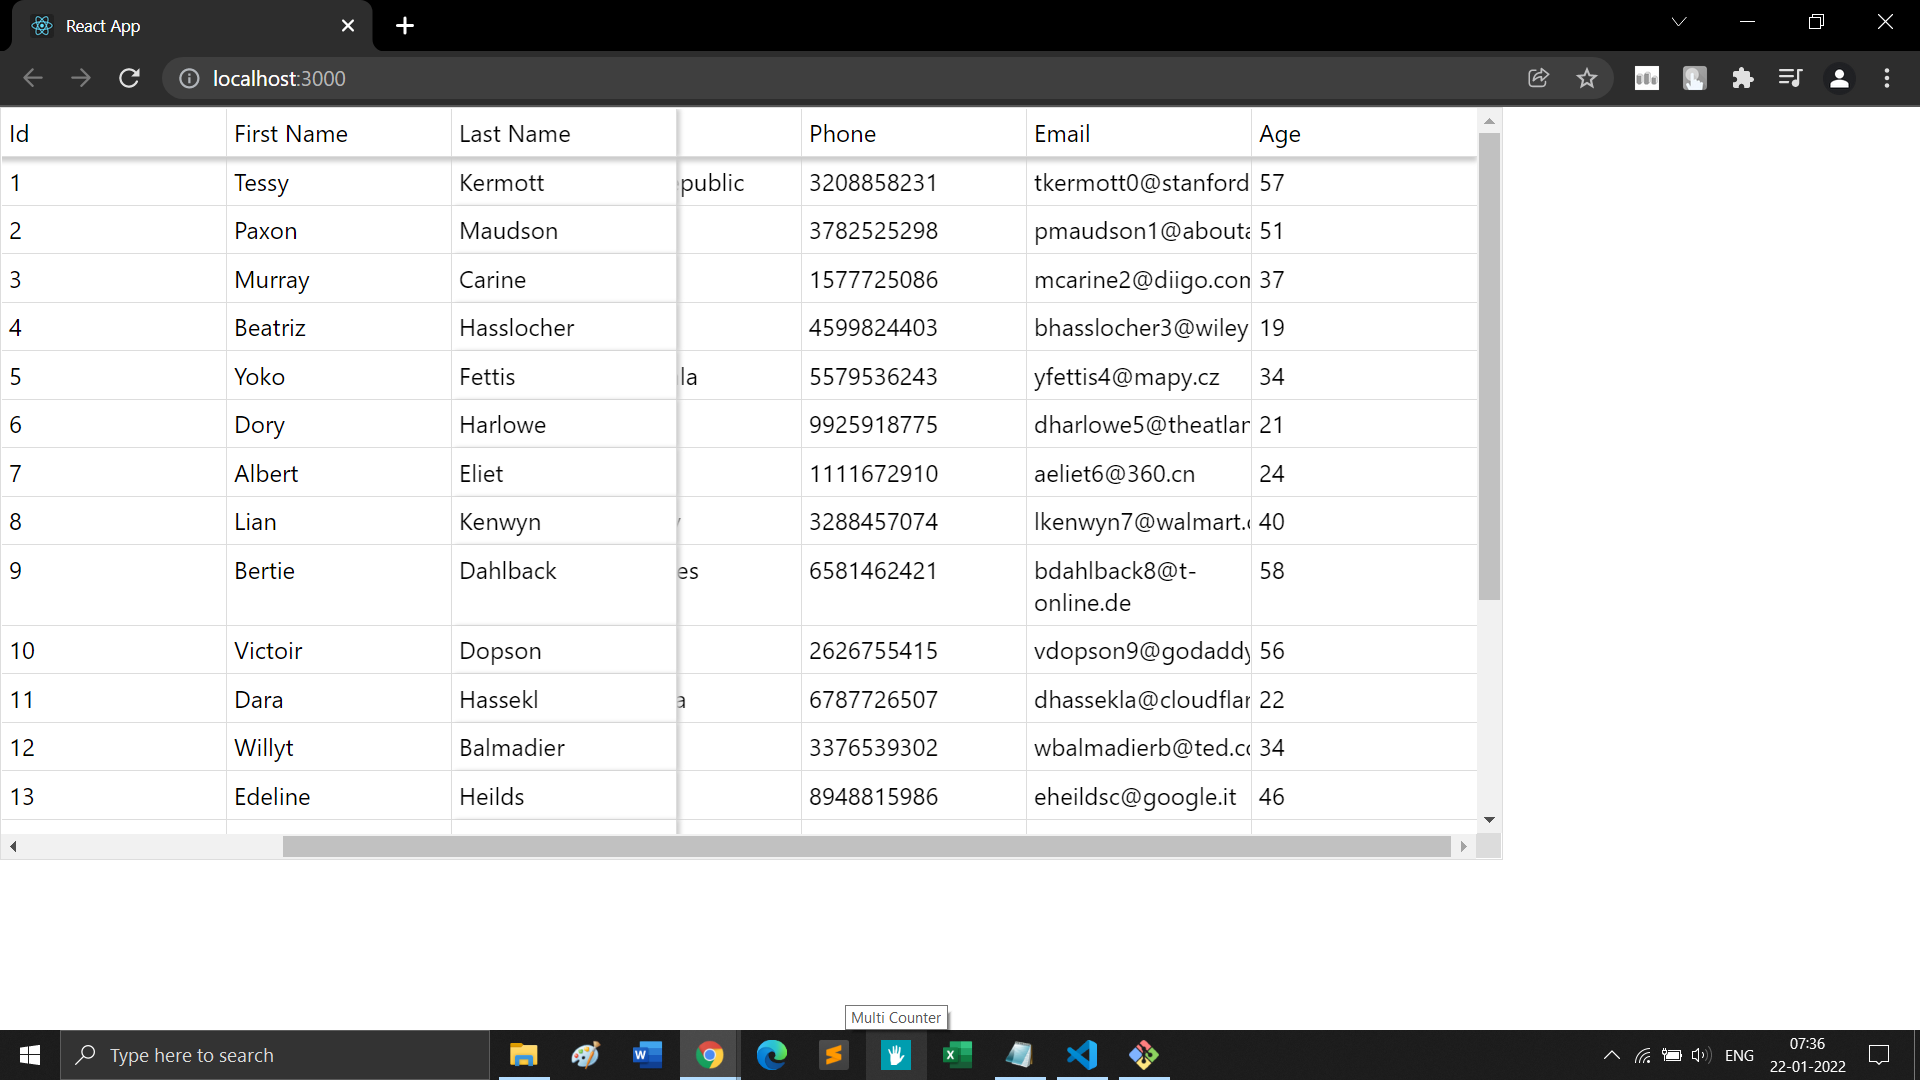 React App
localhost:3000
Id First Name Last Name Phone Email Age
1 Tessy Kermott public 3208858231 tkermott0@stanford 57
2 Paxon Maudson 3782525298 pmaudson1@abouta 51
3 Murray Carine 1577725086 mcarine2@diigo.com 37
4 Beatriz Hasslocher 4599824403 bhasslocher3@wiley 19
5 Yoko Fettis la 5579536243 yfettis4@mapy.cz 34
6 Dory Harlowe 9925918775 dharlowe5@theatlan 21
7 Albert Eliet 1111672910 aeliet6@360.cn 24
8 Lian Kenwyn 3288457074 lkenwyn7@walmart. 40
9 Bertie Dahlback es 6581462421 bdahlback8@t- 58
online.de
10 Victoir Dopson 2626755415 vdopson9@godaddy 56
11 Dara Hassekl a 6787726507 dhassekla@cloudflar 22
12 Willyt Balmadier 3376539302 wbalmadierb@ted.co 34
13 Edeline Heilds 8948815986 eheildsc@google.it 46
Multi Counter
Type here to search
ENG
07:36
22-01-2022